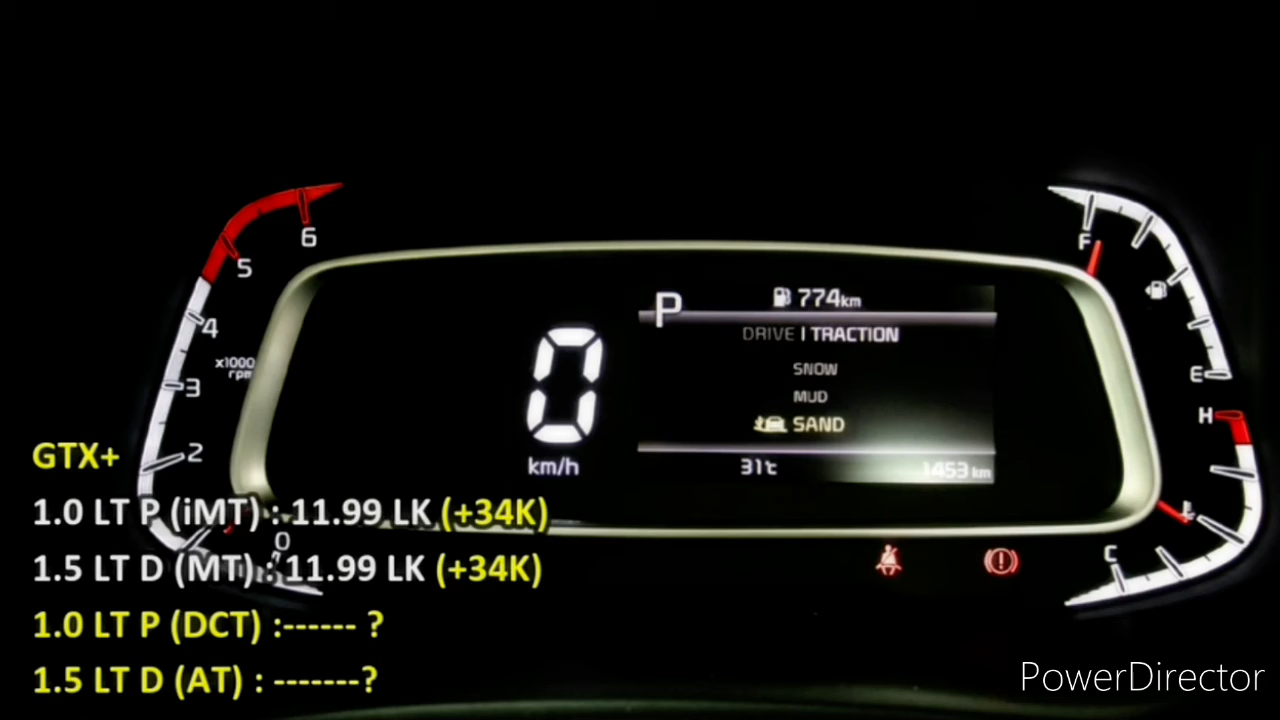 6
5
4
x1000
rpm
3
2
0
P
774km
DRIVE | TRACTION
SNOW
MUD
SAND
0
km/h
31℃
1453 km
F
E
H
C
GTX+
1.0 LT P (iMT) : 11.99 LK (+34K)
1.5 LT D (MT) : 11.99 LK (+34K)
1.0 LT P (DCT) :------ ?
1.5 LT D (AT) : -------?
PowerDirector